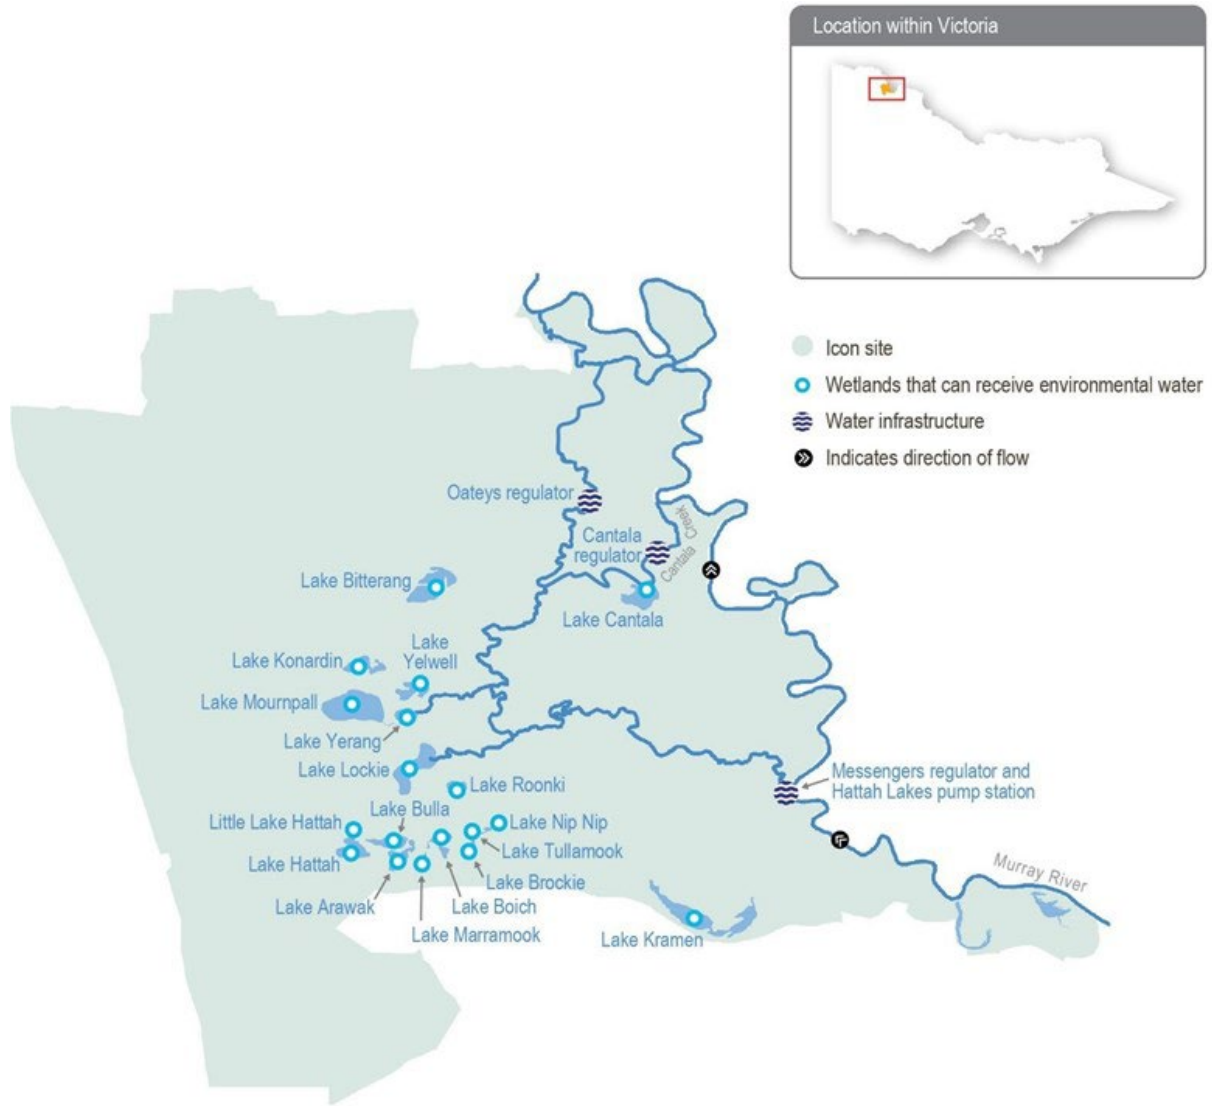 Location within Victoria
Icon site
Wetlands that can receive environmental water
Water infrastructure
Indicates direction of flow
Oateys regulator
Cantala
regulator
Cantala Creek
Lake Bitterang
Lake Cantala
Lake
Yelwell
Lake Konardin
Lake Mournpall
Lake Yerang
Lake Lockie
Messengers regulator and
Hattah Lakes pump station
Lake Roonki
Lake Bulla
Little Lake Hattah
Lake Nip Nip
Lake Tullamook
Lake Hattah
Murray River
Lake Brockie
Lake Arawak
Lake Boich
Lake Marramook
Lake Kramen